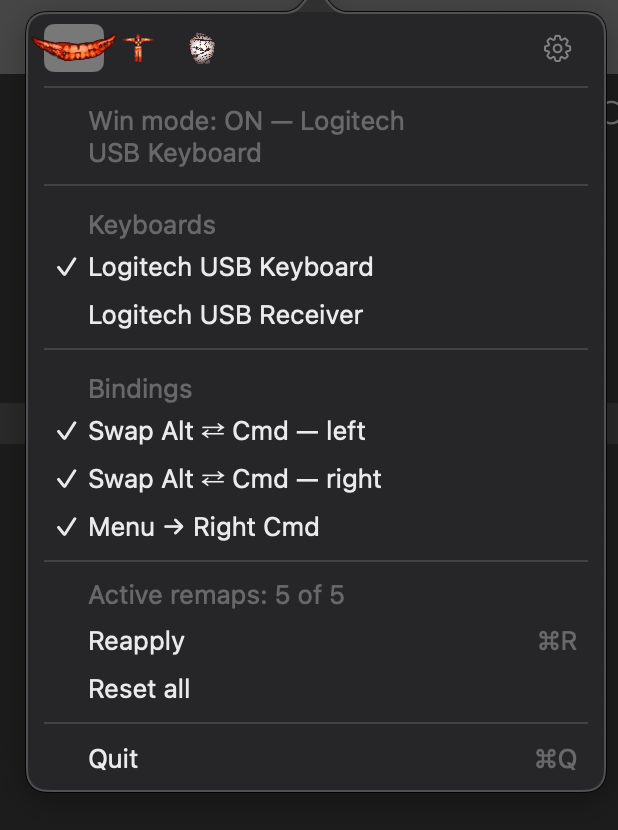 Win mode: ON — Logitech
USB Keyboard
Keyboards
✓ Logitech USB Keyboard
Logitech USB Receiver
Bindings
✓ Swap Alt ⇄ Cmd — left
✓ Swap Alt ⇄ Cmd — right
✓ Menu → Right Cmd
Active remaps: 5 of 5
Reapply ⌘R
Reset all
Quit ⌘Q